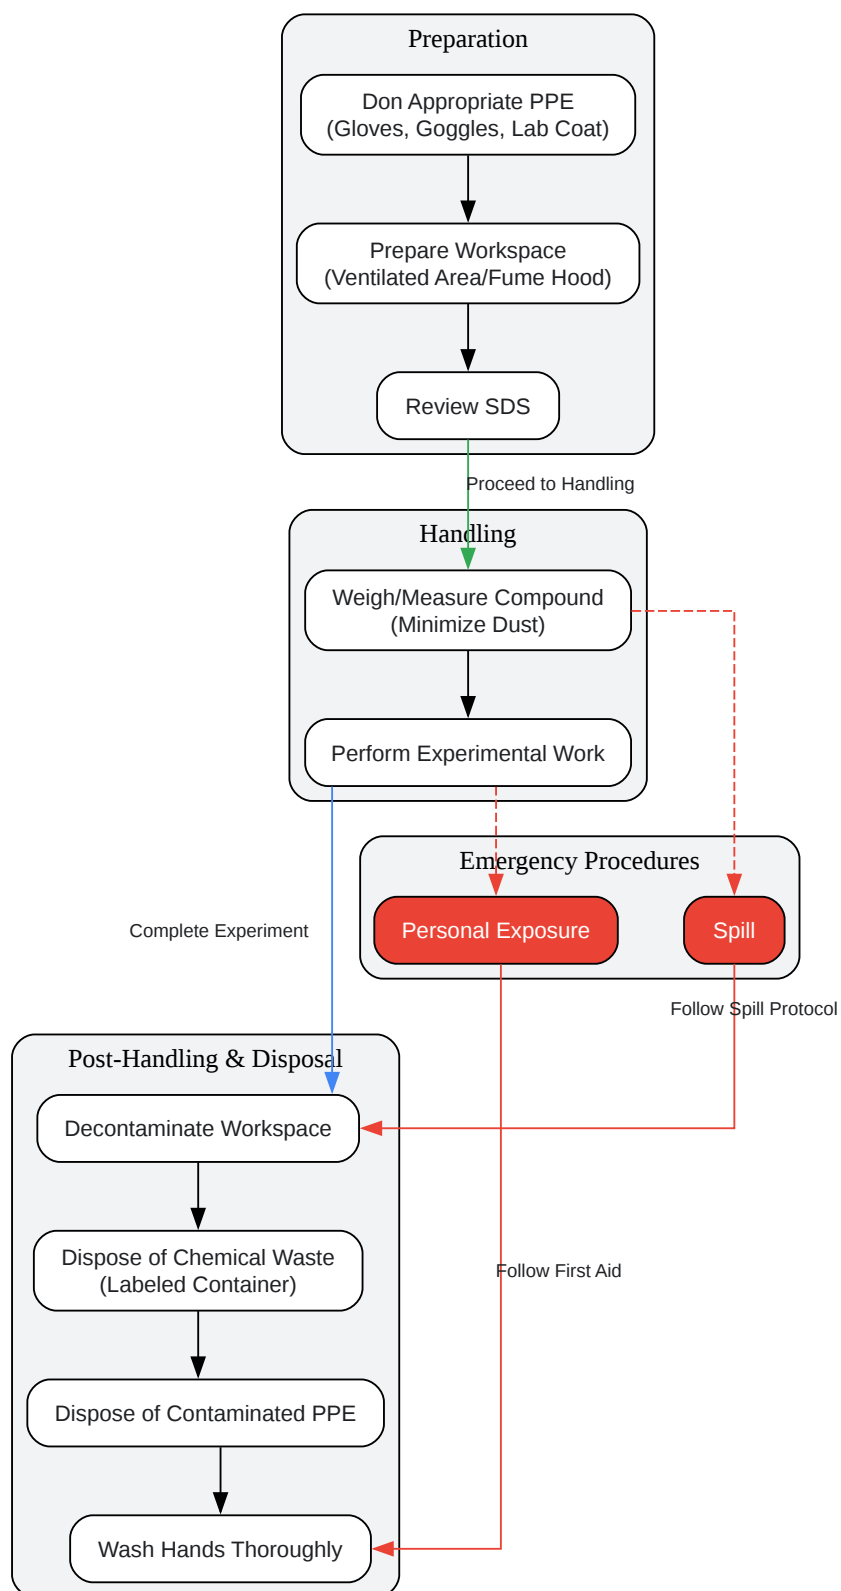 Preparation
Don Appropriate PPE
(Gloves, Goggles, Lab Coat)
Prepare Workspace
(Ventilated Area/Fume Hood)
Review SDS
Proceed to Handling
Handling
Weigh/Measure Compound
(Minimize Dust)
Perform Experimental Work
Emergency Procedures
Personal Exposure
Spill
Complete Experiment
Follow Spill Protocol
Post-Handling & Disposal
Decontaminate Workspace
Dispose of Chemical Waste
(Labeled Container)
Follow First Aid
Dispose of Contaminated PPE
Wash Hands Thoroughly